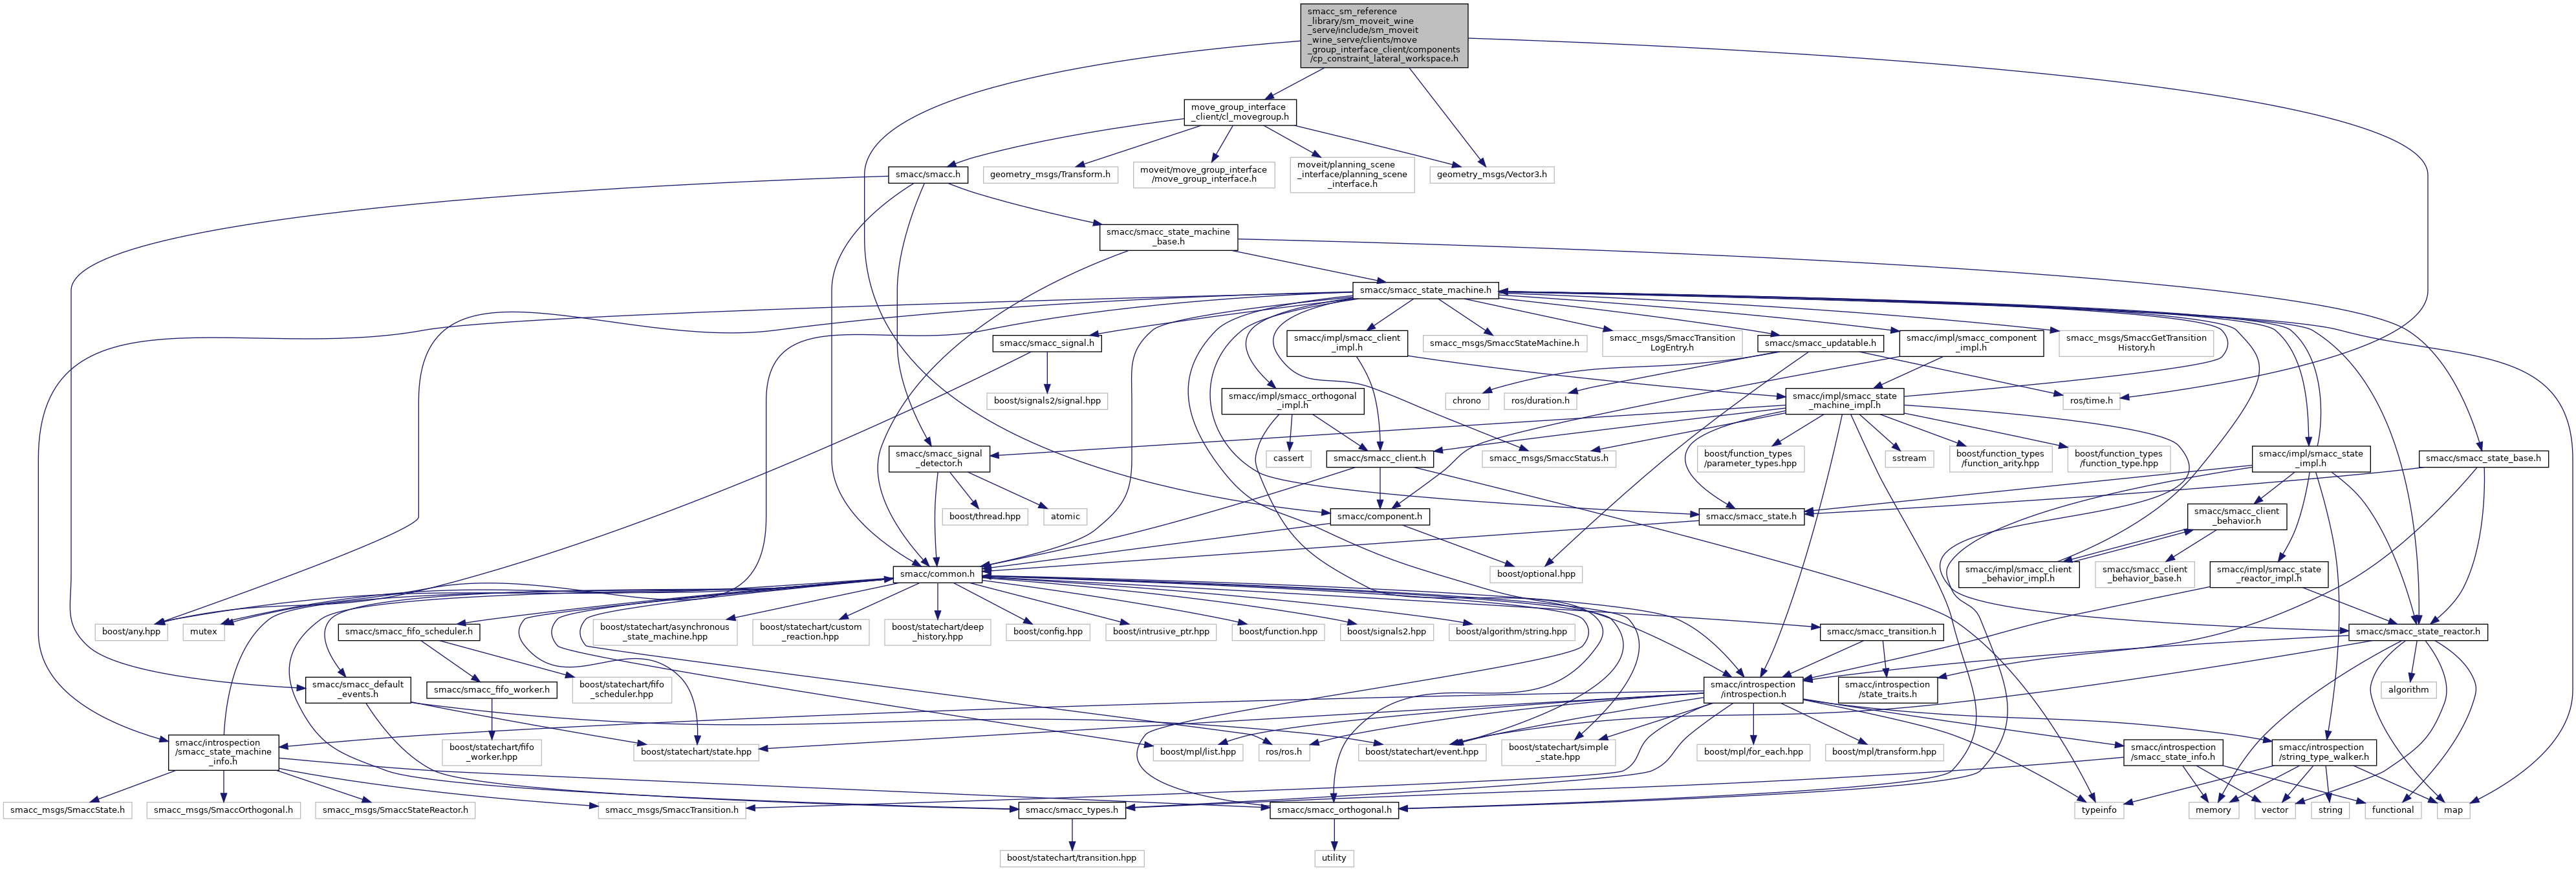 smacc_sm_reference
_library/sm_moveit_wine
_serve/include/sm_moveit
_wine_serve/clients/move
_group_interface_client/components
/cp_constraint_lateral_workspace.h
move_group_interface
_client/cl_movegroup.h
smacc/smacc.h
geometry_msgs/Transform.h
moveit/move_group_interface
/move_group_interface.h
moveit/planning_scene
_interface/planning_scene
_interface.h
geometry_msgs/Vector3.h
smacc/smacc_state_machine
_base.h
smacc/smacc_state_machine.h
smacc/smacc_signal.h
smacc/impl/smacc_client
_impl.h
smacc_msgs/SmaccStateMachine.h
smacc_msgs/SmaccTransition
LogEntry.h
smacc/smacc_updatable.h
smacc/impl/smacc_component
_impl.h
smacc_msgs/SmaccGetTransition
History.h
boost/signals2/signal.hpp
smacc/impl/smacc_orthogonal
_impl.h
chrono
ros/duration.h
smacc/impl/smacc_state
_machine_impl.h
ros/time.h
smacc/smacc_signal
_detector.h
cassert
smacc/smacc_client.h
smacc_msgs/SmaccStatus.h
boost/function_types
/parameter_types.hpp
sstream
boost/function_types
/function_arity.hpp
boost/function_types
/function_type.hpp
smacc/impl/smacc_state
_impl.h
smacc/smacc_state_base.h
boost/thread.hpp
atomic
smacc/component.h
smacc/smacc_state.h
smacc/smacc_client
_behavior.h
smacc/common.h
boost/optional.hpp
smacc/impl/smacc_client
_behavior_impl.h
smacc/smacc_client
_behavior_base.h
smacc/impl/smacc_state
_reactor_impl.h
boost/any.hpp
mutex
smacc/smacc_fifo_scheduler.h
boost/statechart/asynchronous
_state_machine.hpp
boost/statechart/custom
_reaction.hpp
boost/statechart/deep
_history.hpp
boost/config.hpp
boost/intrusive_ptr.hpp
boost/function.hpp
boost/signals2.hpp
boost/algorithm/string.hpp
smacc/smacc_transition.h
smacc/smacc_state_reactor.h
smacc/smacc_default
_events.h
smacc/smacc_fifo_worker.h
boost/statechart/fifo
_scheduler.hpp
smacc/introspection
/introspection.h
smacc/introspection
/state_traits.h
algorithm
smacc/introspection
/smacc_state_machine
_info.h
boost/statechart/fifo
_worker.hpp
boost/statechart/state.hpp
boost/mpl/list.hpp
ros/ros.h
boost/statechart/event.hpp
boost/statechart/simple
_state.hpp
boost/mpl/for_each.hpp
boost/mpl/transform.hpp
smacc/introspection
/smacc_state_info.h
smacc/introspection
/string_type_walker.h
smacc_msgs/SmaccState.h
smacc_msgs/SmaccOrthogonal.h
smacc_msgs/SmaccStateReactor.h
smacc_msgs/SmaccTransition.h
smacc/smacc_types.h
smacc/smacc_orthogonal.h
typeinfo
memory
vector
string
functional
map
boost/statechart/transition.hpp
utility